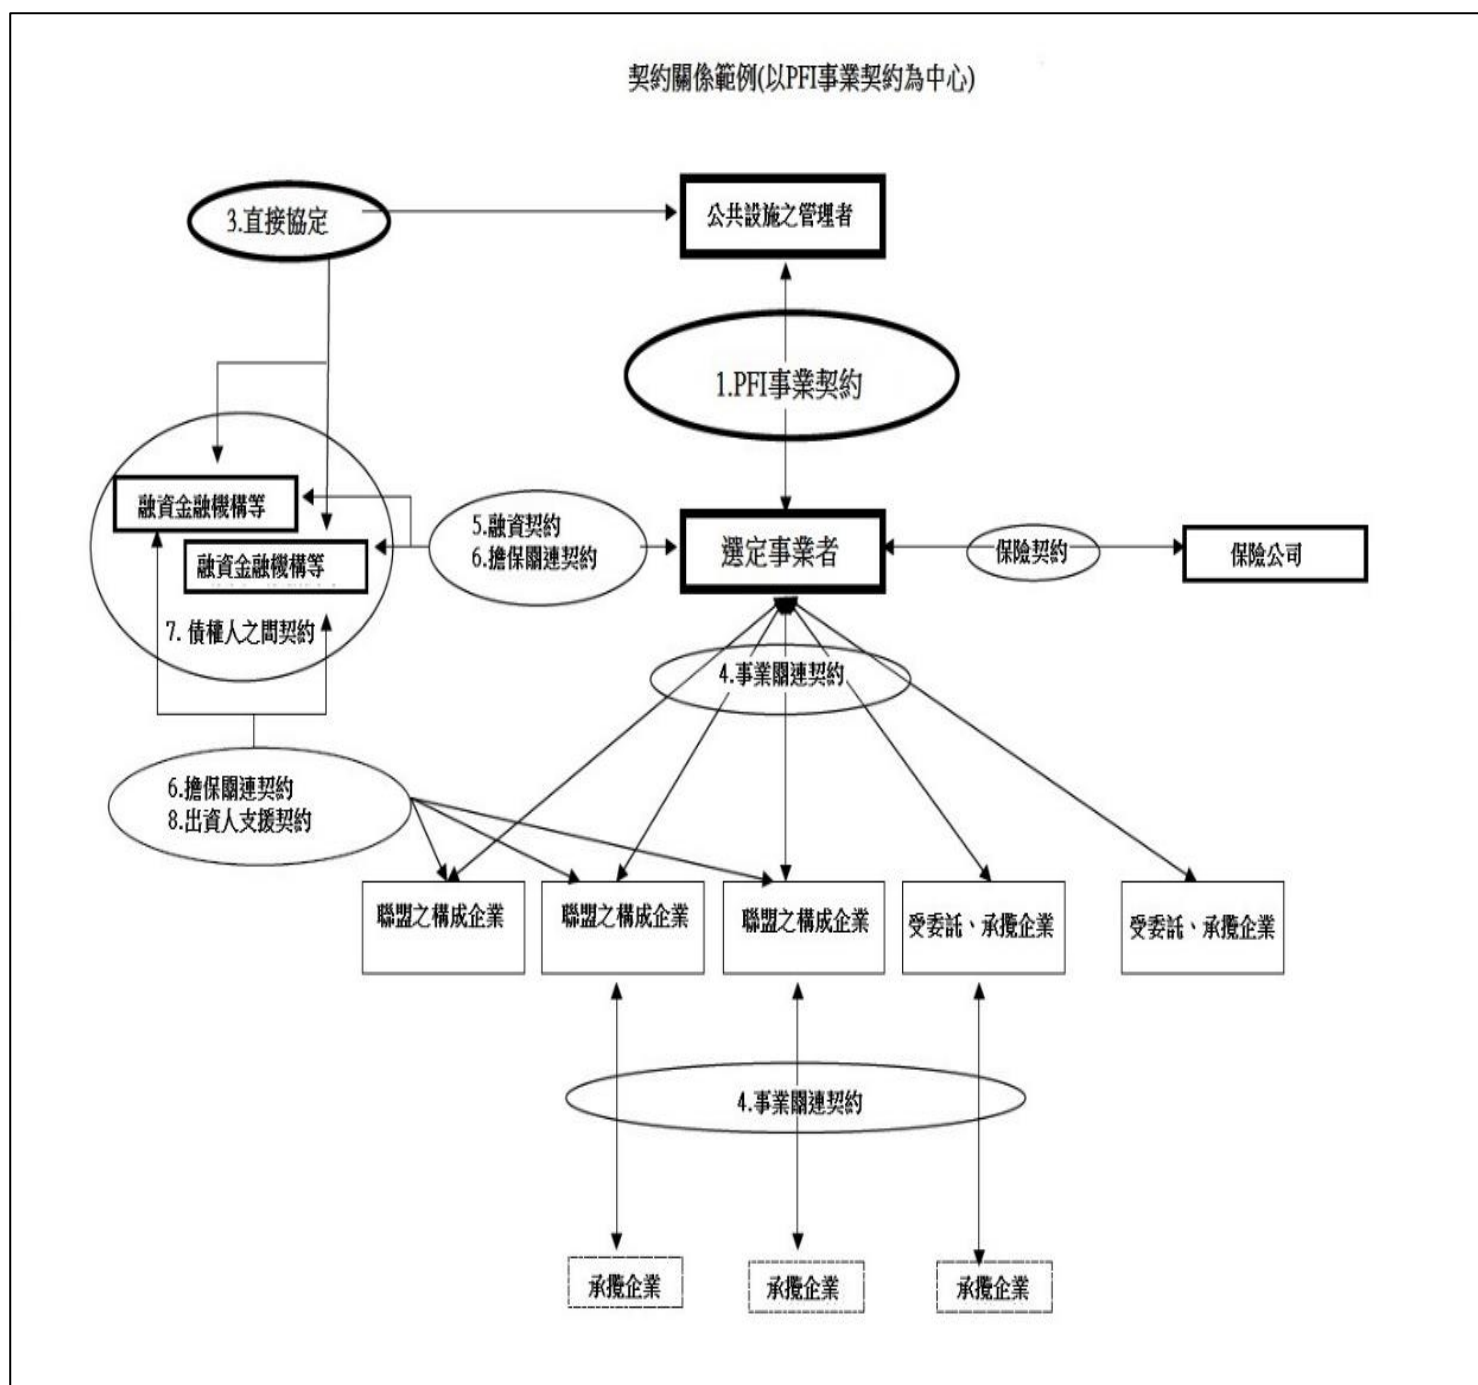 契約關係範例(以PFI事業契約為中心)
3.直接協定
公共設施之管理者
1.PFI事業契約
融資金融機構等
融資金融機構等
7. 債權人之間契約
5.融資契約
6.擔保關連契約
選定事業者
保險契約
保險公司
4.事業關連契約
6.擔保關連契約
8.出資人支援契約
聯盟之構成企業
聯盟之構成企業
聯盟之構成企業
受委託、承攬企業
受委託、承攬企業
4.事業關連契約
承攬企業
承攬企業
承攬企業